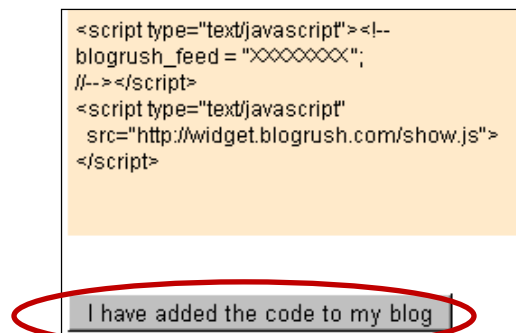 <script type="text/javascript"><!--
blogrush_feed = "XXXXXXXX";
//--></script>
<script type="text/javascript"
src="http://widget.blogrush.com/show.js">
</script>
I have added the code to my blog